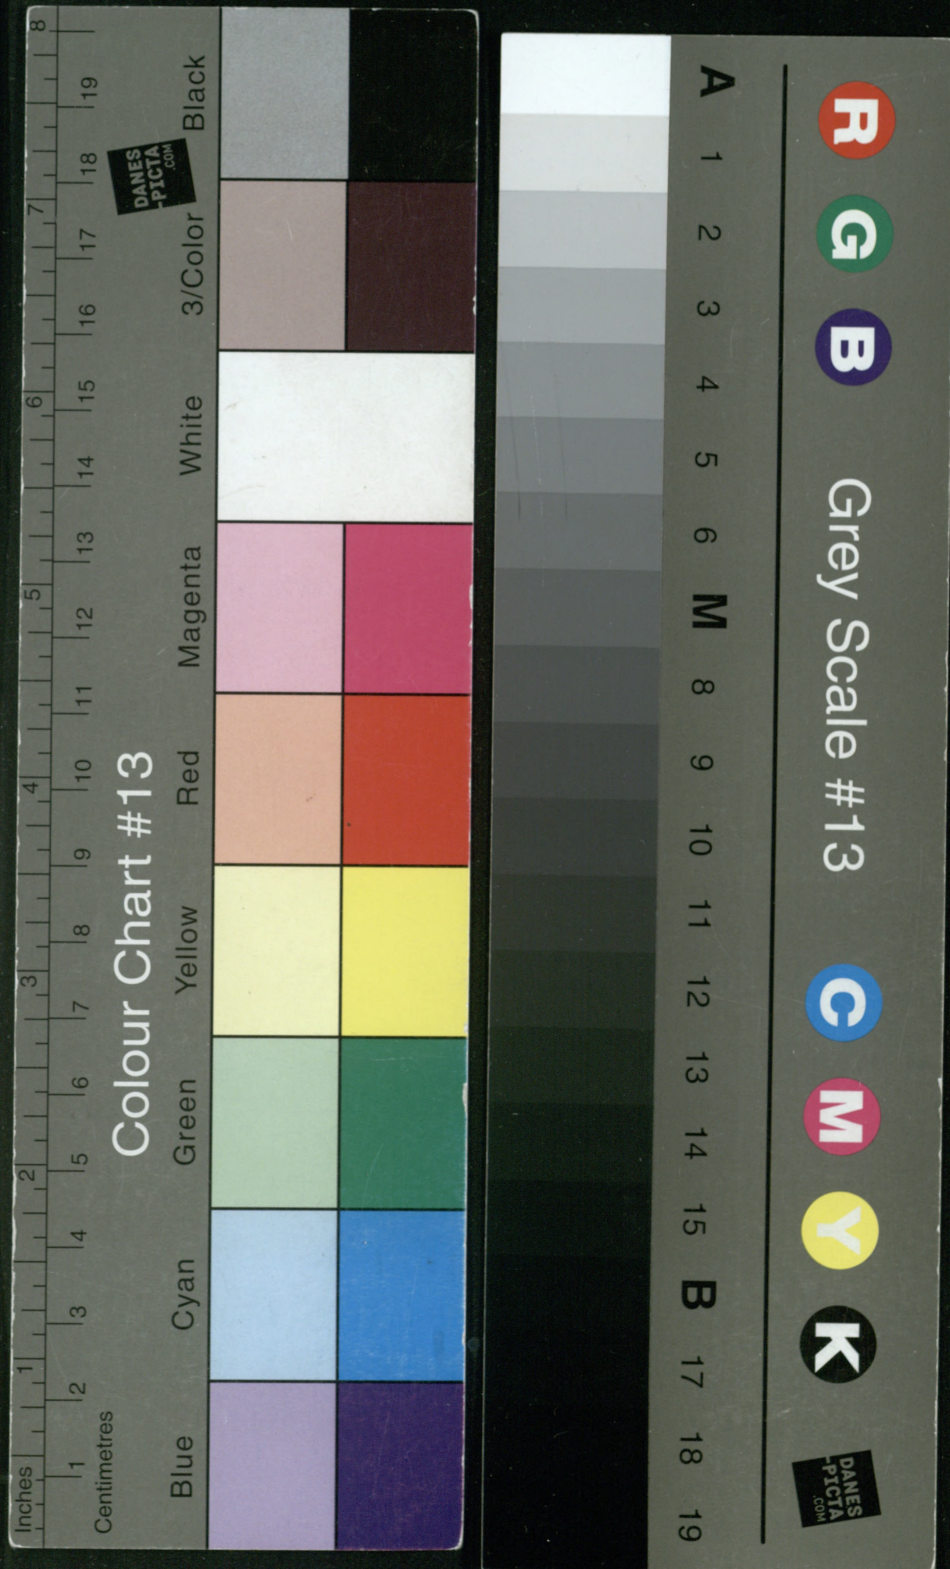 Colour Chart #13
Inches
1
2
3
4
5
6
7
8
Centimetres
1
2
3
4
5
6
7
8
9
10
11
12
13
14
15
16
17
18
19
Blue
Cyan
Green
Yellow
Red
Magenta
White
3/Color
Black
DANES
-PICTA
.COM
R
G
B
Grey Scale #13
C
M
Y
K
DANES
-PICTA
.COM
A
1
2
3
4
5
6
M
8
9
10
11
12
13
14
15
B
17
18
19